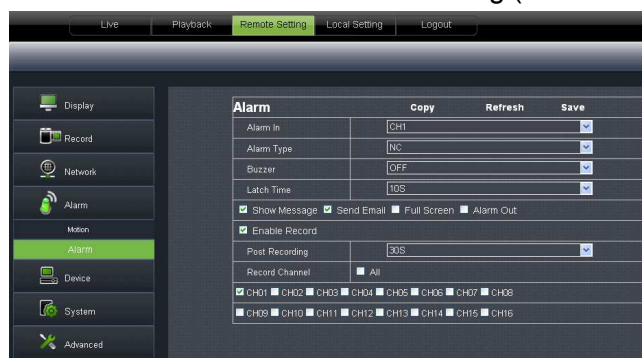 Live Playback Remote Setting Local Setting Logout
Display
Record
Network
Alarm
Motion
Alarm
Device
System
Advanced
Alarm Copy Refresh Save
Alarm In CH1
Alarm Type NC
Buzzer OFF
Latch Time 10S
Show Message Send Email Full Screen Alarm Out
Enable Record
Post Recording 30S
Record Channel All
CH01 CH02 CH03 CH04 CH05 CH06 CH07 CH08
CH09 CH10 CH11 CH12 CH13 CH14 CH15 CH16